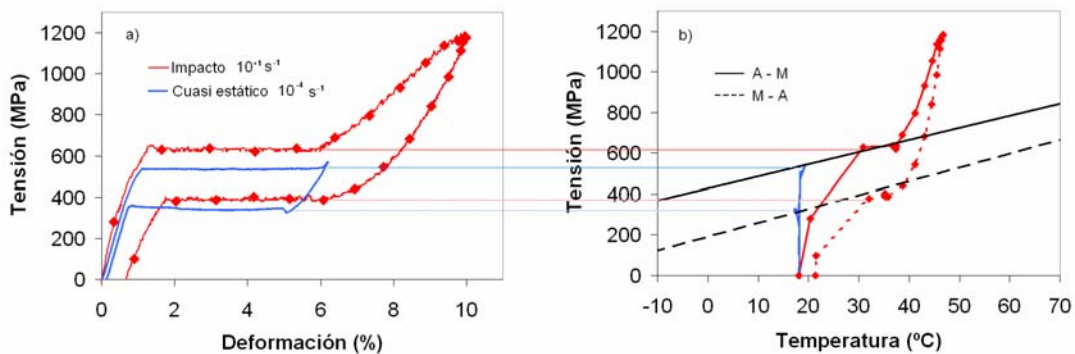 a)
Impacto 10⁺¹ s⁻¹
Cuasi estático 10⁻⁴ s⁻¹
Tensión (MPa)
1200
1000
800
600
400
200
0
0 2 4 6 8 10
Deformación (%)
b)
A - M
M - A
Tensión (MPa)
1200
1000
800
600
400
200
0
-10 0 10 20 30 40 50 60 70
Temperatura (ºC)